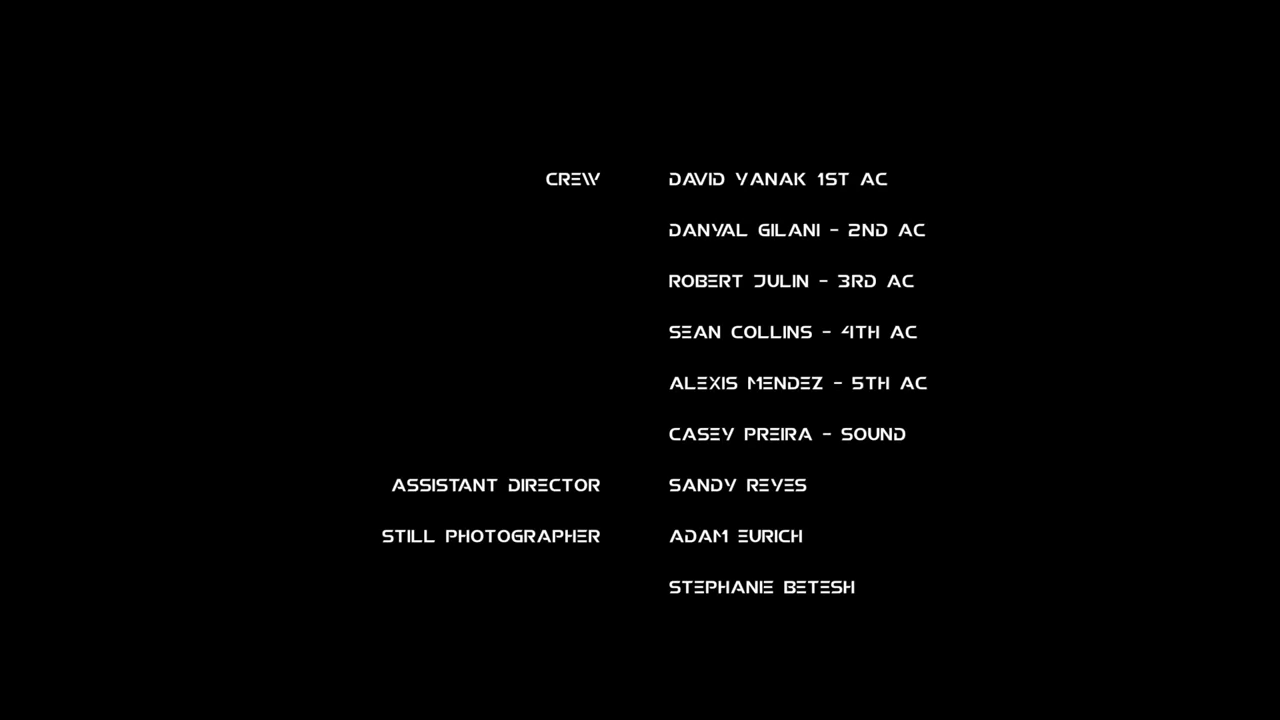 CREW DAVID YANAK 1ST AC
DANYAL GILANI - 2ND AC
ROBERT JULIN - 3RD AC
SEAN COLLINS - 4TH AC
ALEXIS MENDEZ - 5TH AC
CASEY PREIRA - SOUND
ASSISTANT DIRECTOR SANDY REYES
STILL PHOTOGRAPHER ADAM EURICH
STEPHANIE BETESH